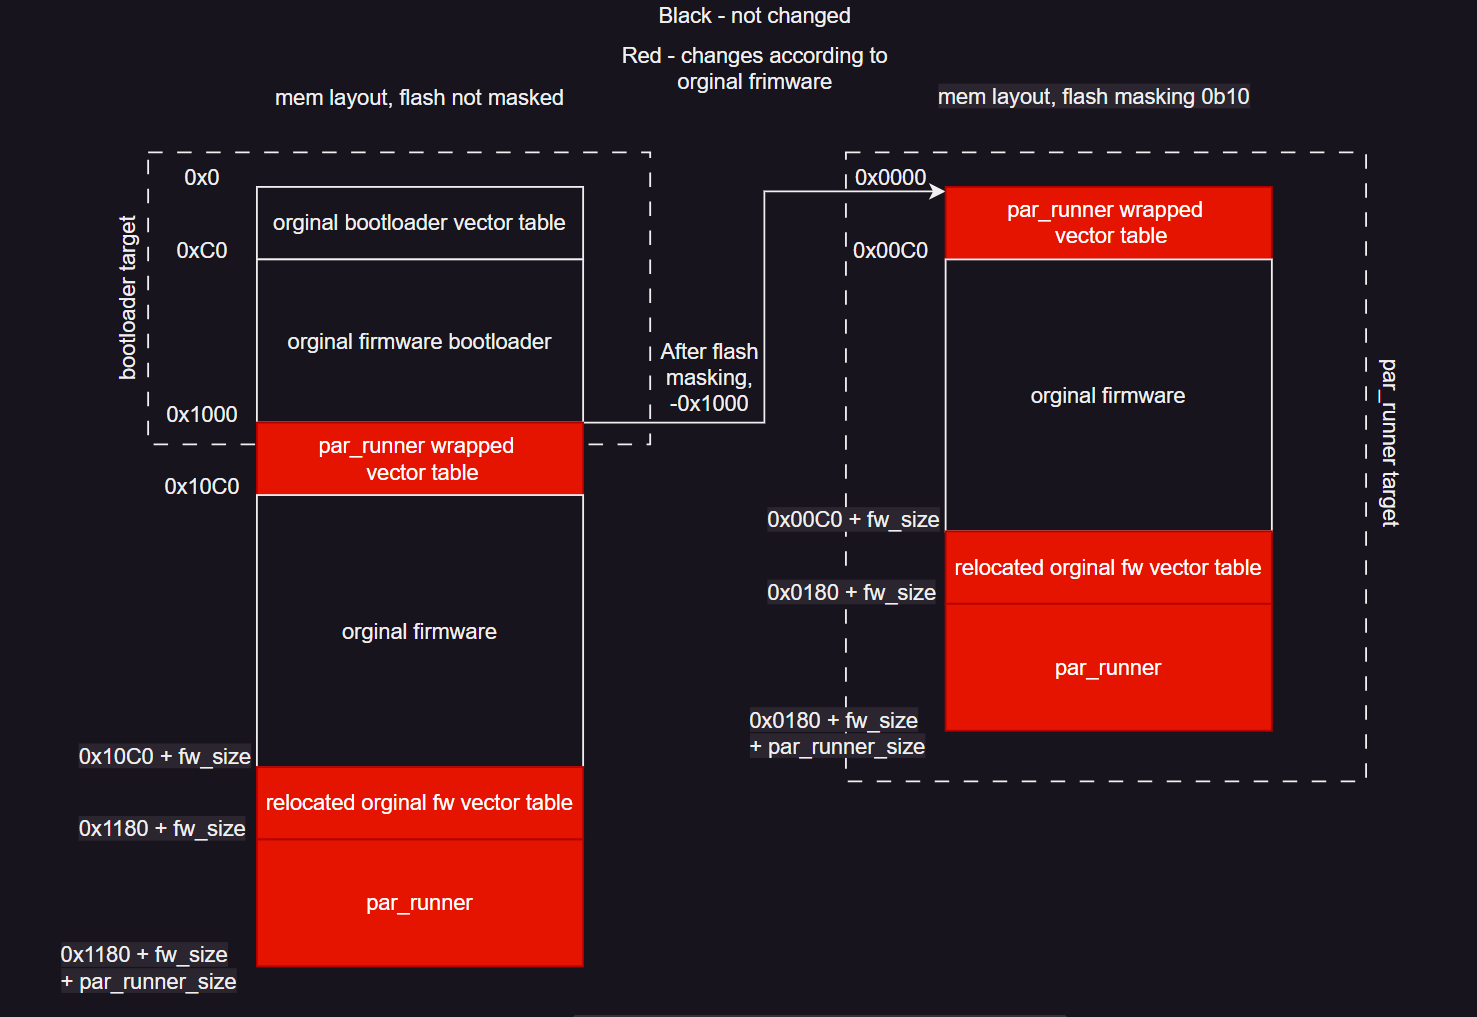 Black - not changed
Red - changes according to
orginal frimware
mem layout, flash not masked
mem layout, flash masking 0b10
bootloader target
0x0
orginal bootloader vector table
0xC0
orginal firmware bootloader
0x1000
par_runner wrapped
vector table
0x10C0
orginal firmware
0x10C0 + fw_size
relocated orginal fw vector table
0x1180 + fw_size
par_runner
0x1180 + fw_size
+ par_runner_size
After flash
masking,
-0x1000
0x0000
par_runner wrapped
vector table
0x00C0
orginal firmware
0x00C0 + fw_size
relocated orginal fw vector table
0x0180 + fw_size
par_runner
0x0180 + fw_size
+ par_runner_size
par_runner target